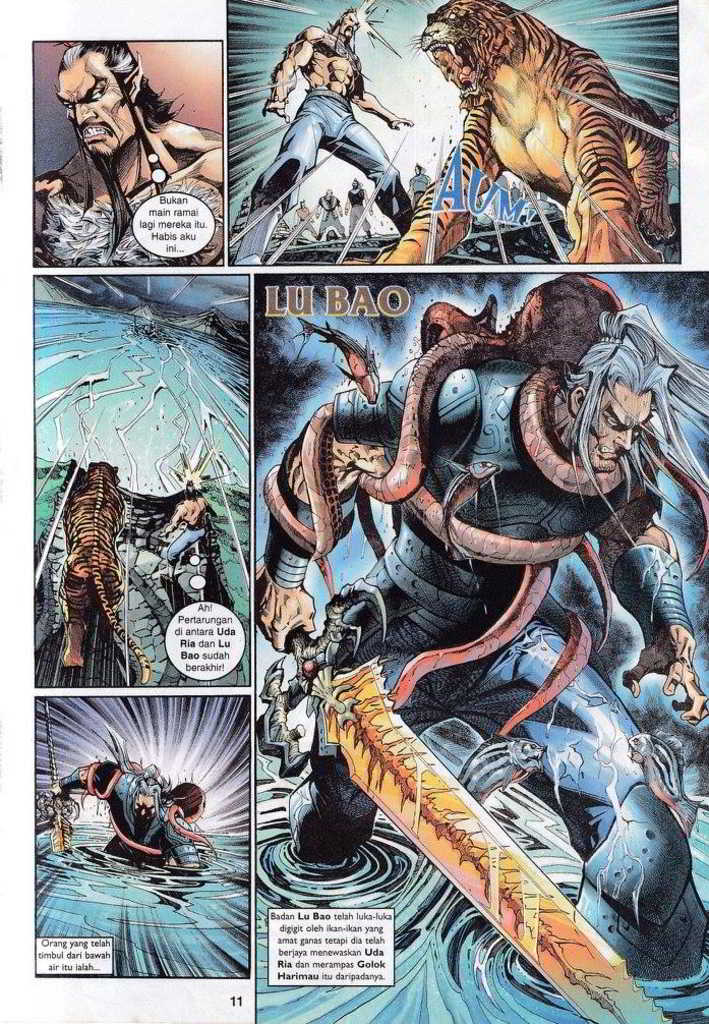 Bukan
main ramai
lagi mereka itu.
Habis aku
ini...
AUM
Ah!
Pertarungan
di antara Uda
Ria dan Lu
Bao sudah
berakhir!
Orang yang telah
timbul dari bawah
air itu ialah...
LU BAO
Badan Lu Bao telah luka-luka
digigit oleh ikan-ikan yang
amat ganas tetapi dia telah
berjaya menewaskan Uda
Ria dan merampas Golok
Harimau itu daripadanya.
11